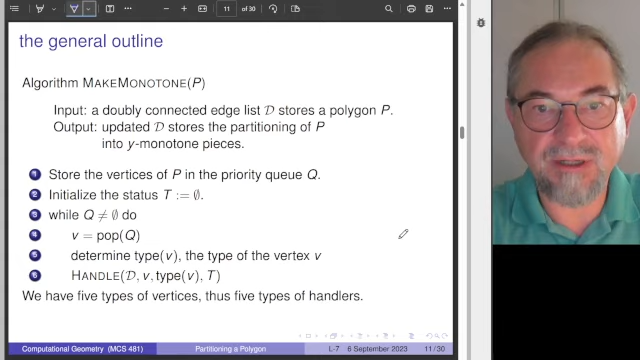 11 of 30
the general outline
Algorithm MAKEMONOTONE(P)
Input: a doubly connected edge list D stores a polygon P.
Output: updated D stores the partitioning of P
into y-monotone pieces.
1 Store the vertices of P in the priority queue Q.
2 Initialize the status T := ∅.
3 while Q ≠ ∅ do
4 v = pop(Q)
5 determine type(v), the type of the vertex v
6 HANDLE(D, v, type(v), T)
We have five types of vertices, thus five types of handlers.
Computational Geometry (MCS 481) Partitioning a Polygon L-7 6 September 2023 11 / 30